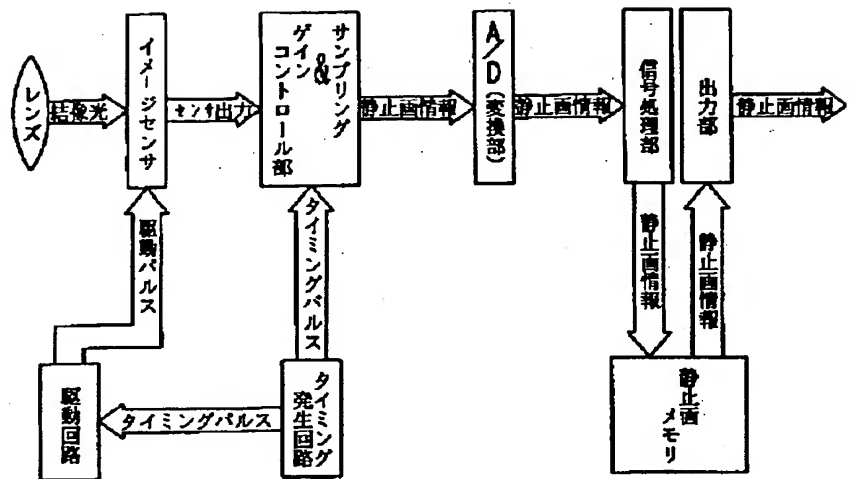 レンズ
結像光
イメージセンサ
センサ出力
サンプリング
&
ゲイン
コントロール部
静止画情報
A/D(変換部)
静止画情報
信号処理部
出力部
静止画情報
駆動パルス
タイミングパルス
静止画情報
静止画情報
駆動回路
タイミングパルス
タイミング
発生回路
静止画
メモリ